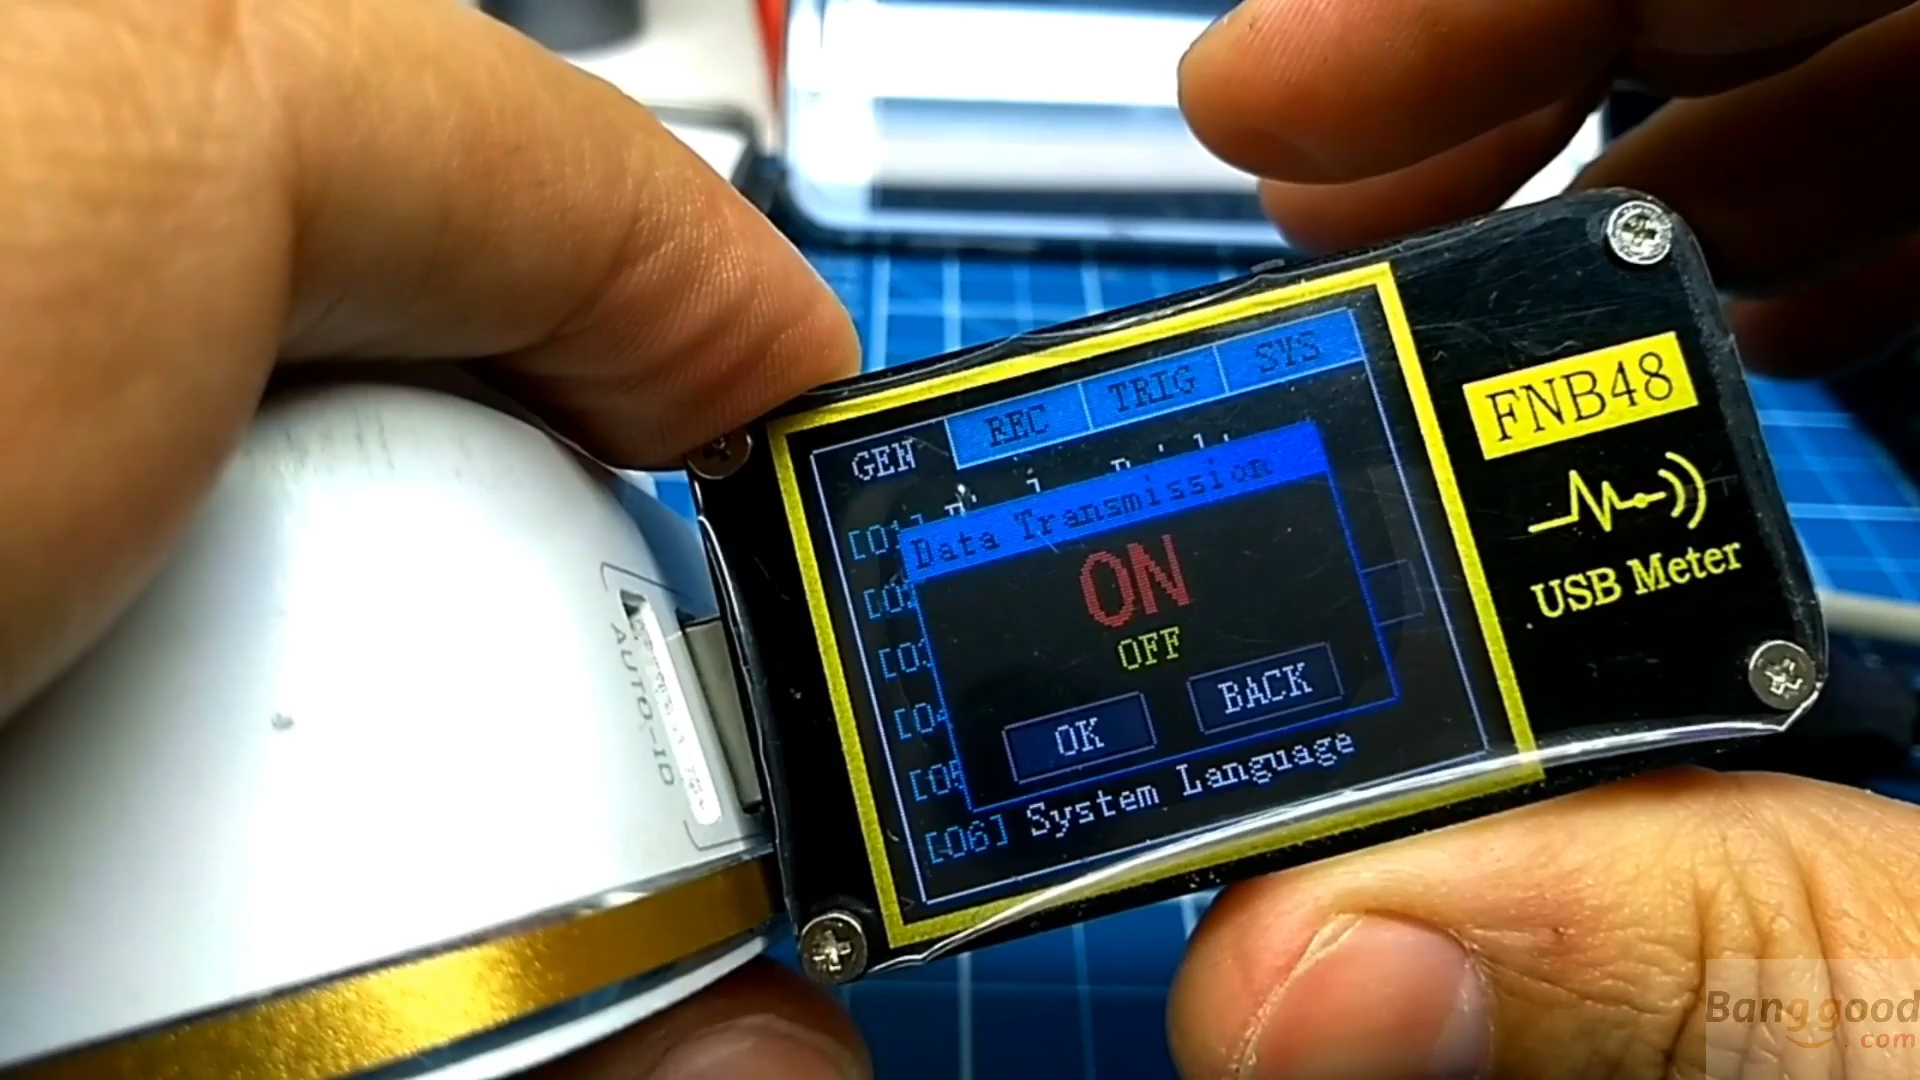 GEN REC TRIG SYS
[01]
Data Transmission
ON
OFF
OK BACK
[06] System Language
FNB48
USB Meter
AUTO-ID
Banggood
.com